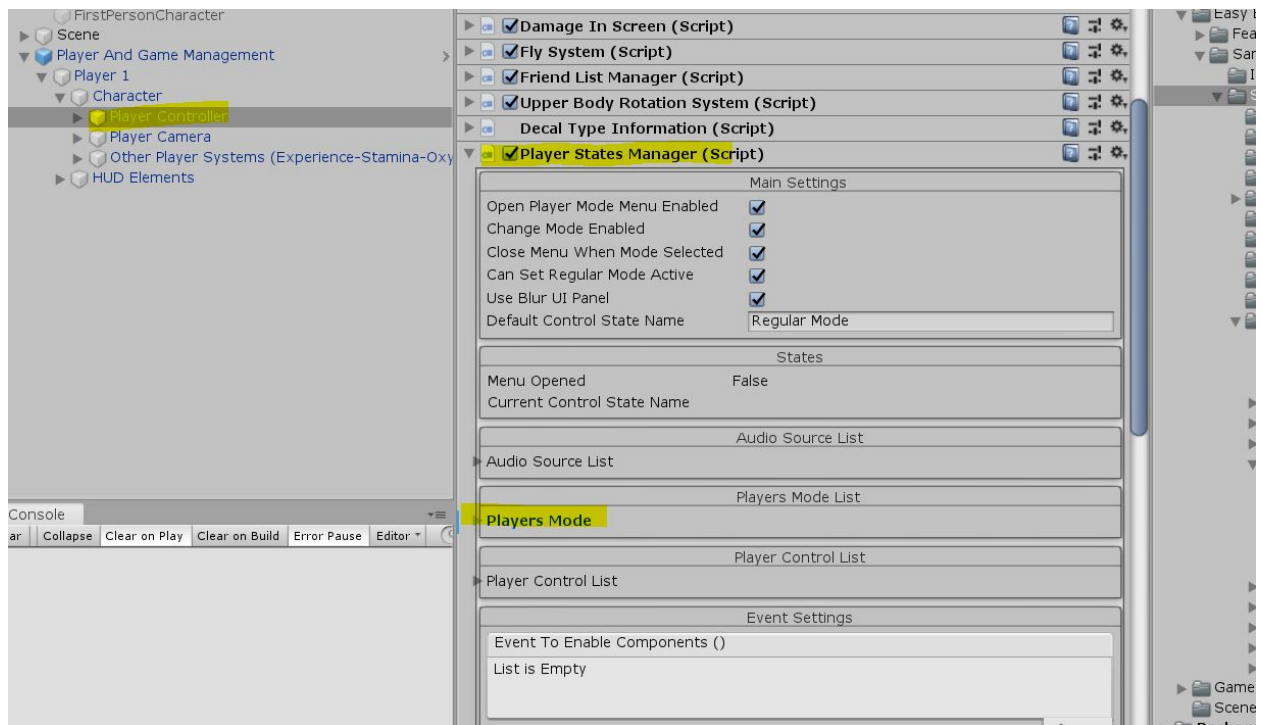 FirstPersonCharacter
Scene
Player And Game Management
Player 1
Character
Player Controller
Player Camera
Other Player Systems (Experience-Stamina-Oxy
HUD Elements
Console
ar Collapse Clear on Play Clear on Build Error Pause Editor
Damage In Screen (Script)
Fly System (Script)
Friend List Manager (Script)
Upper Body Rotation System (Script)
Decal Type Information (Script)
Player States Manager (Script)
Main Settings
Open Player Mode Menu Enabled
Change Mode Enabled
Close Menu When Mode Selected
Can Set Regular Mode Active
Use Blur UI Panel
Default Control State Name Regular Mode
States
Menu Opened False
Current Control State Name
Audio Source List
Audio Source List
Players Mode List
Players Mode
Player Control List
Player Control List
Event Settings
Event To Enable Components ()
List is Empty
Easy
Fea
Sar
I
S
Game
Scene